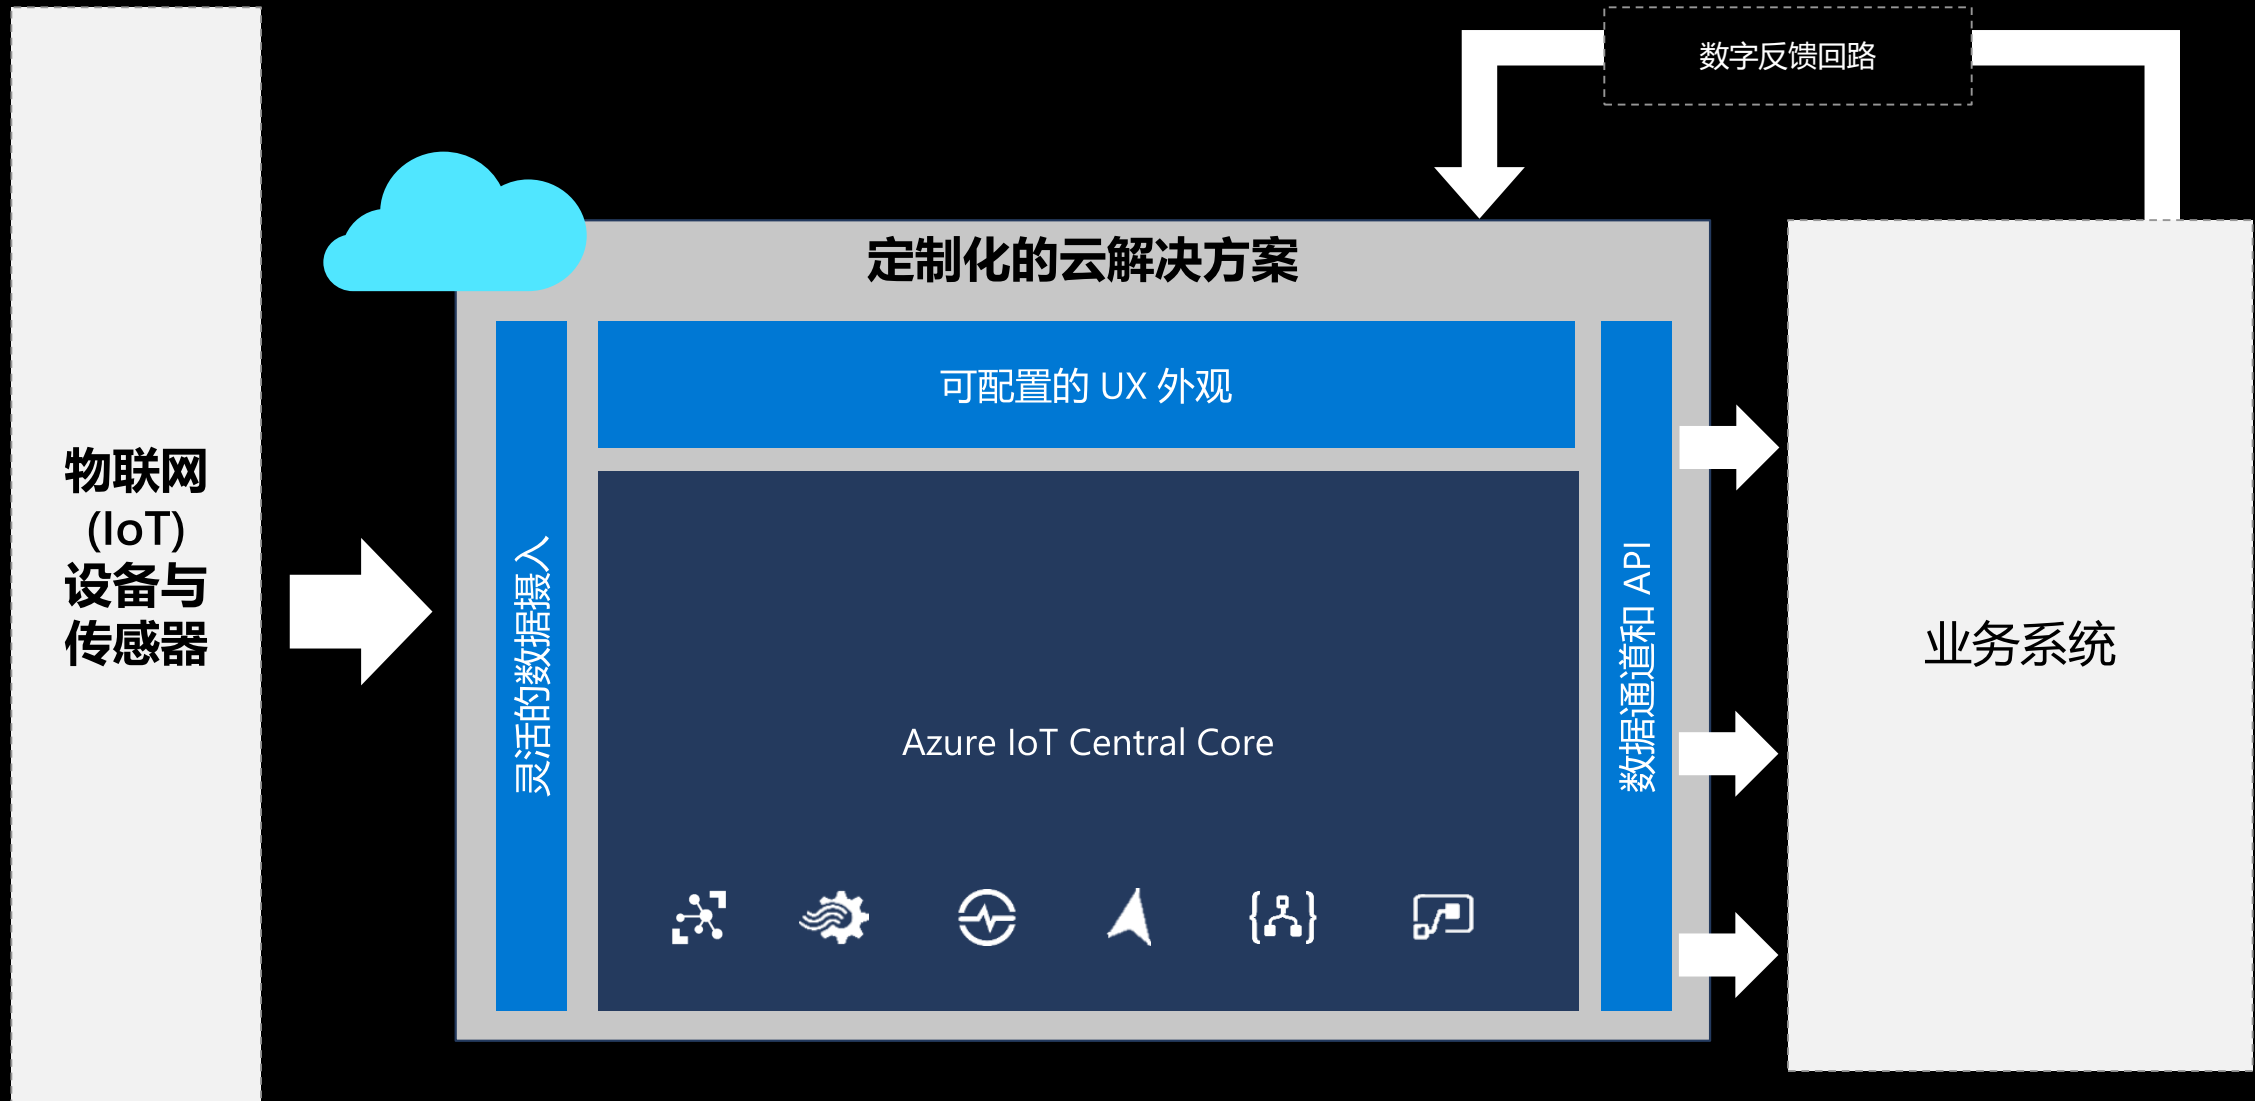 数字反馈回路
定制化的云解决方案
可配置的 UX 外观
物联网
(IoT)
设备与
传感器
灵活的数据摄入
Azure IoT Central Core
数据通道和 API
业务系统